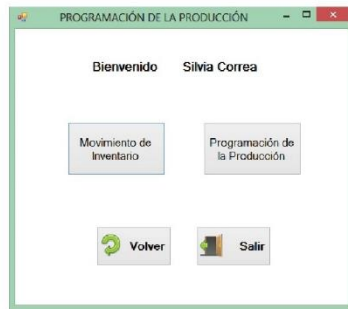 PROGRAMACIÓN DE LA PRODUCCIÓN
Bienvenido Silvia Correa
Movimiento de
Inventario
Programación de
la Producción
Volver
Salir